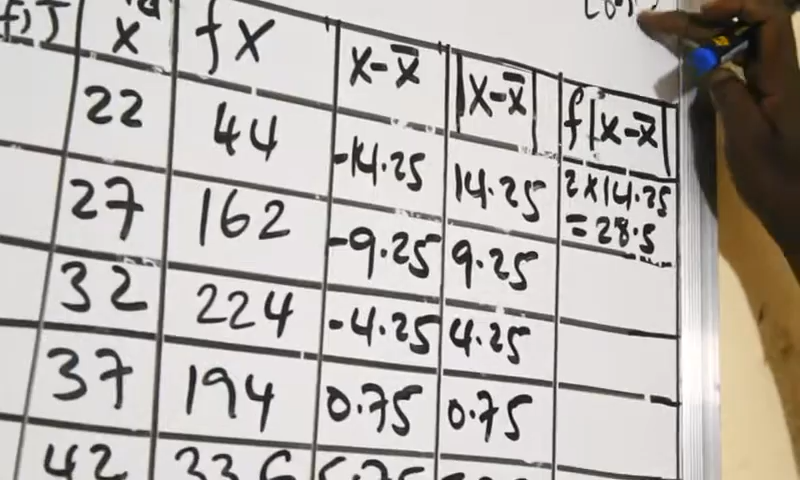 x fx x-x̄ |x-x̄| f|x-x̄|
22 44 -14.25 14.25 2×14.25
=28.5
27 162 -9.25 9.25
32 224 -4.25 4.25
37 194 0.75 0.75
42 336